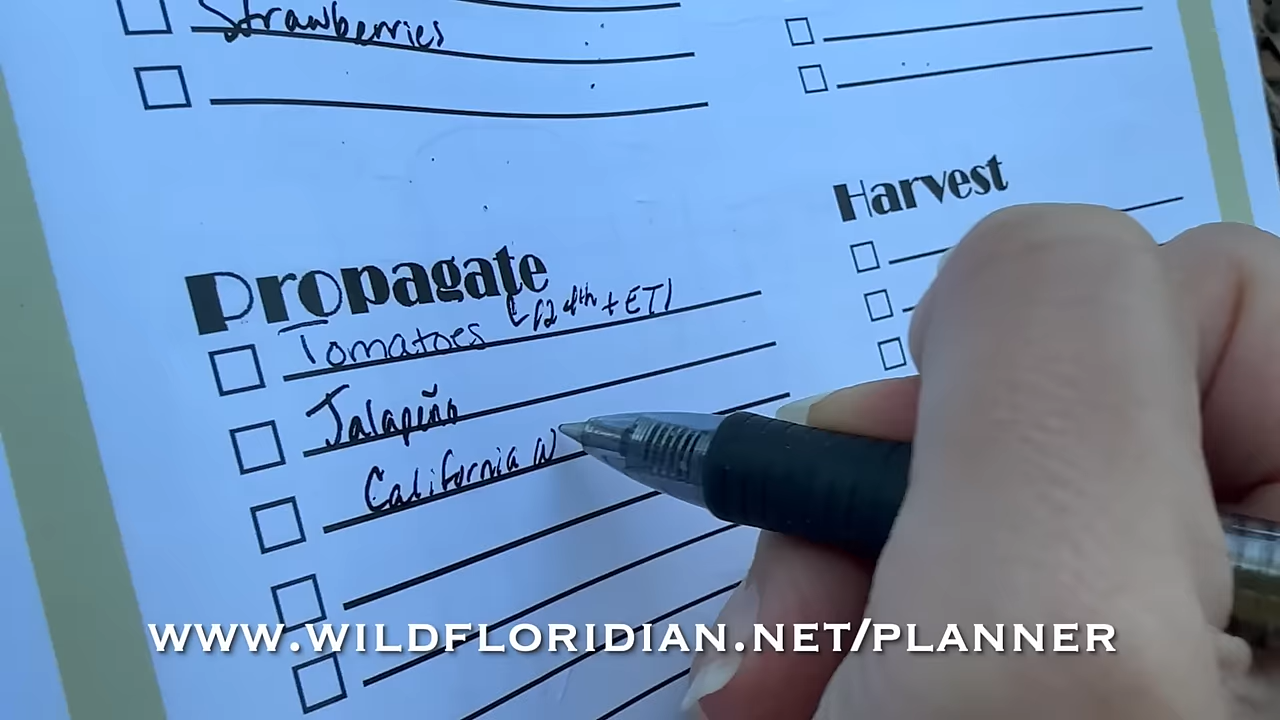 Strawberries
Harvest
Propagate
Tomatoes
Jalapeño
California W
WWW.WILDFLORIDIAN.NET/PLANNER